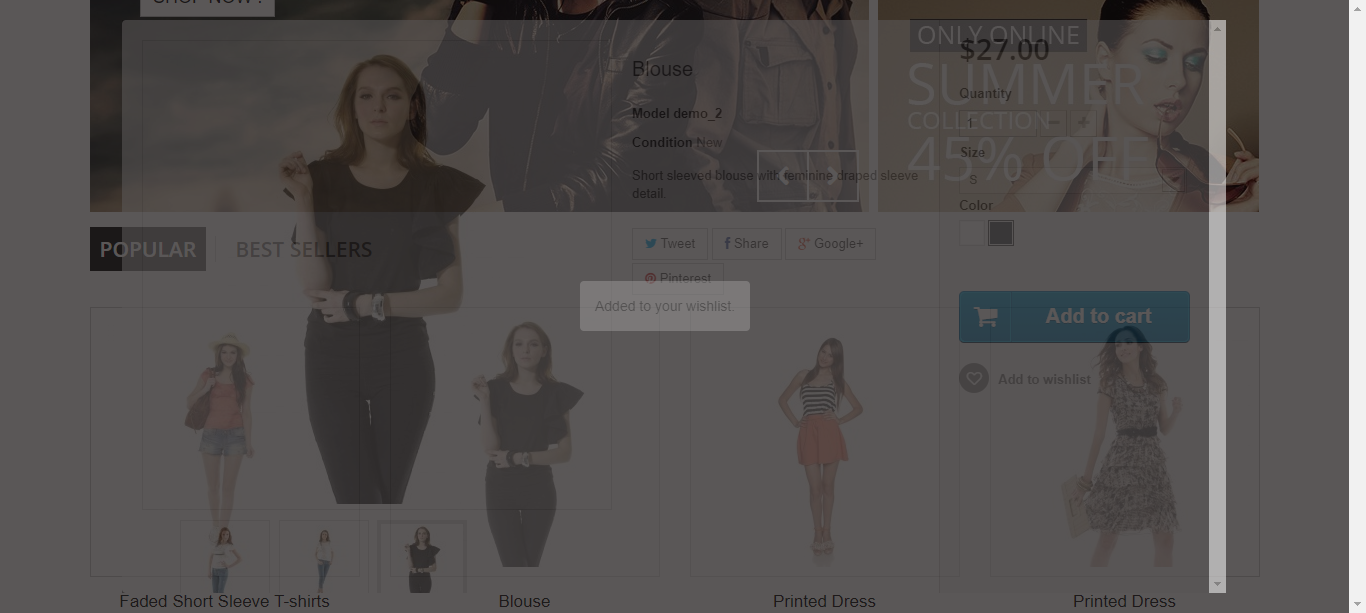 SHOP NOW !
ONLY ONLINE
$27.00
SUMMER
Blouse
Quantity
Model demo_2
COLLECTION
1
Condition New
45% OFF
Size
Short sleeved blouse with feminine draped sleeve
detail.
S
Color
POPULAR
BEST SELLERS
Tweet
Share
Google+
Pinterest
Added to your wishlist.
Add to cart
Add to wishlist
Faded Short Sleeve T-shirts
Blouse
Printed Dress
Printed Dress